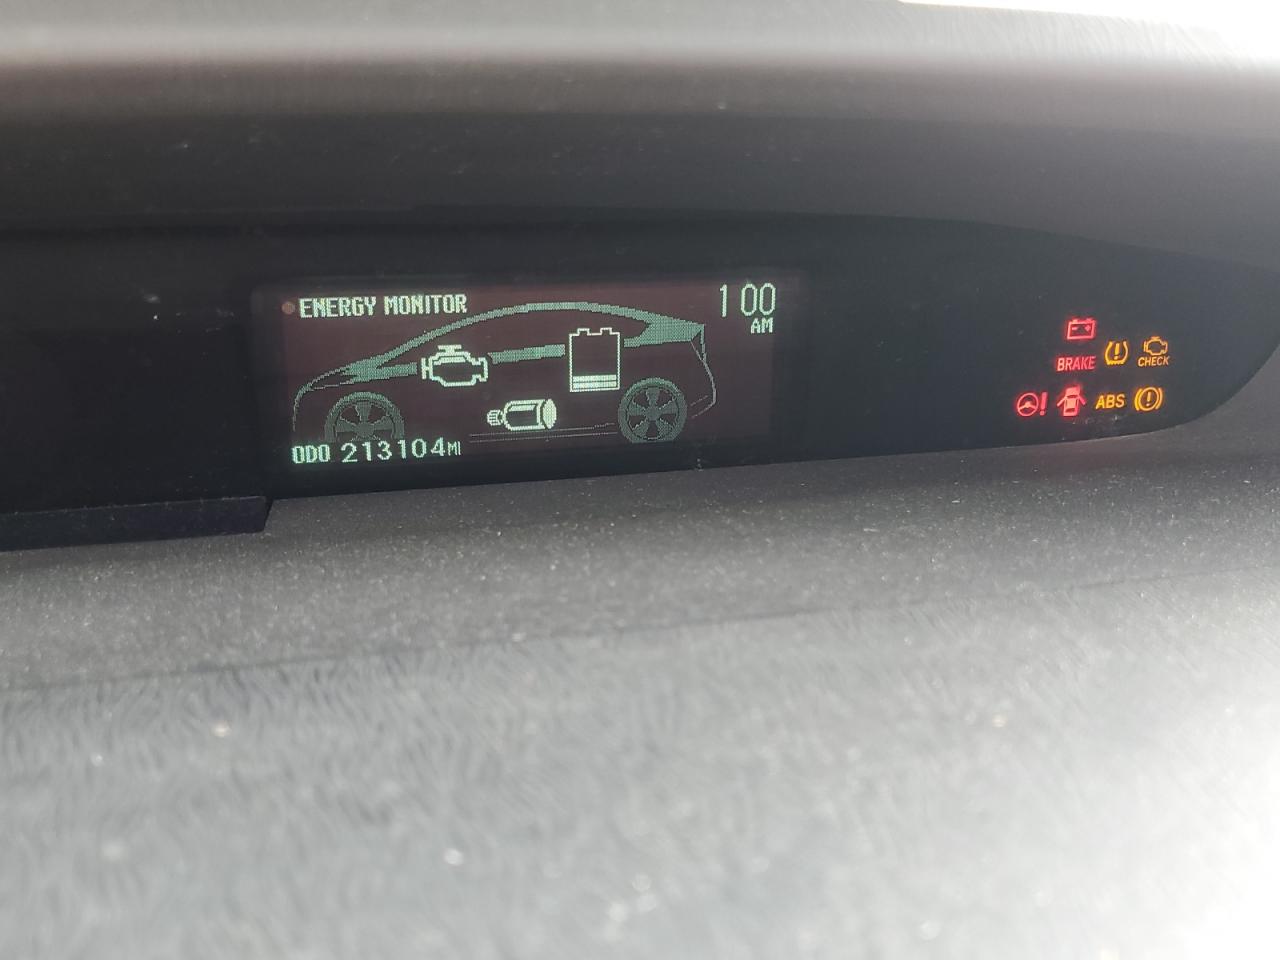 ENERGY MONITOR
1 00
AM
ODO 213104MI
BRAKE
CHECK
ABS